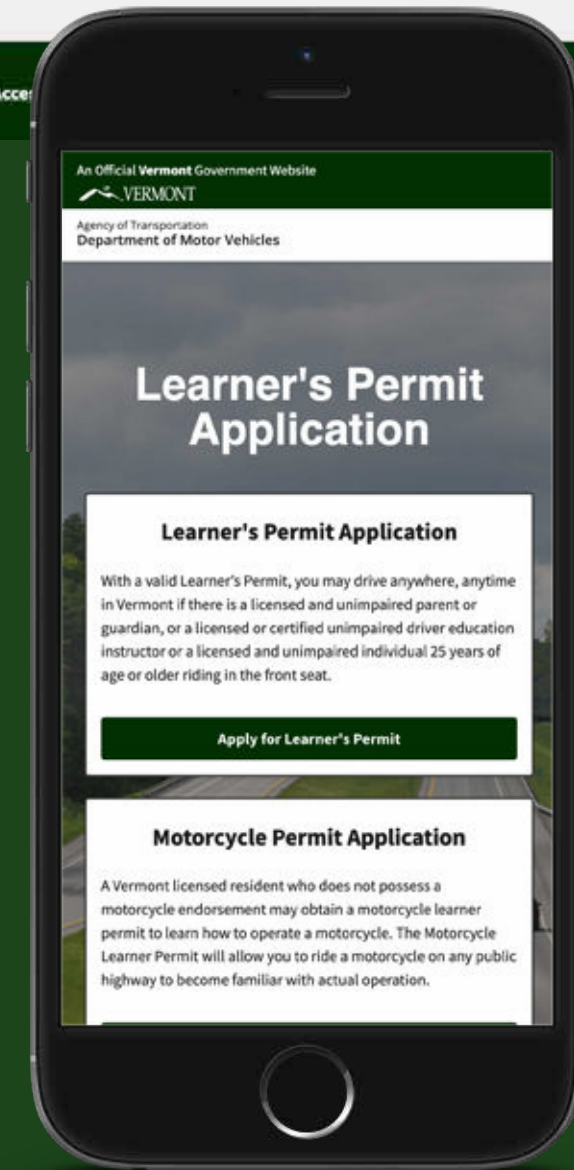 An Official Vermont Government Website
VERMONT
Agency of Transportation
Department of Motor Vehicles
Learner's Permit
Application
Learner's Permit Application
With a valid Learner's Permit, you may drive anywhere, anytime
in Vermont if there is a licensed and unimpaired parent or
guardian, or a licensed or certified unimpaired driver education
instructor or a licensed and unimpaired individual 25 years of
age or older riding in the front seat.
Apply for Learner's Permit
Motorcycle Permit Application
A Vermont licensed resident who does not possess a
motorcycle endorsement may obtain a motorcycle learner
permit to learn how to operate a motorcycle. The Motorcycle
Learner Permit will allow you to ride a motorcycle on any public
highway to become familiar with actual operation.